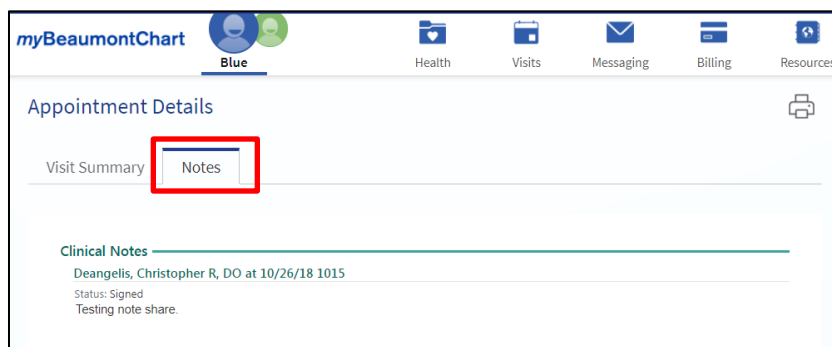 myBeaumontChart
Blue
Health Visits Messaging Billing Resources
Appointment Details
Visit Summary Notes
Clinical Notes
Deangelis, Christopher R, DO at 10/26/18 1015
Status: Signed
Testing note share.